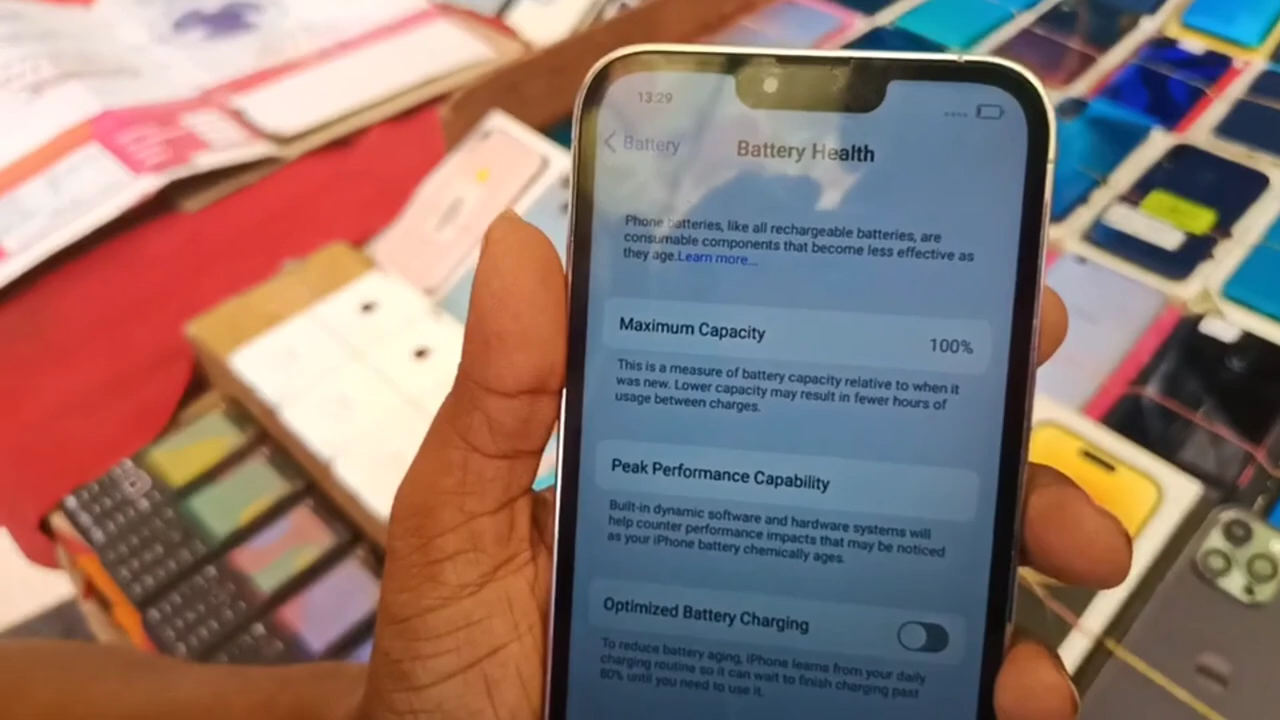 13:29
Battery
Battery Health
Phone batteries, like all rechargeable batteries, are
consumable components that become less effective as
they age.Learn more...
Maximum Capacity 100%
This is a measure of battery capacity relative to when it
was new. Lower capacity may result in fewer hours of
usage between charges.
Peak Performance Capability
Built-in dynamic software and hardware systems will
help counter performance impacts that may be noticed
as your iPhone battery chemically ages.
Optimized Battery Charging
To reduce battery aging, iPhone learns from your daily
charging routine so it can wait to finish charging past
80% until you need to use it.